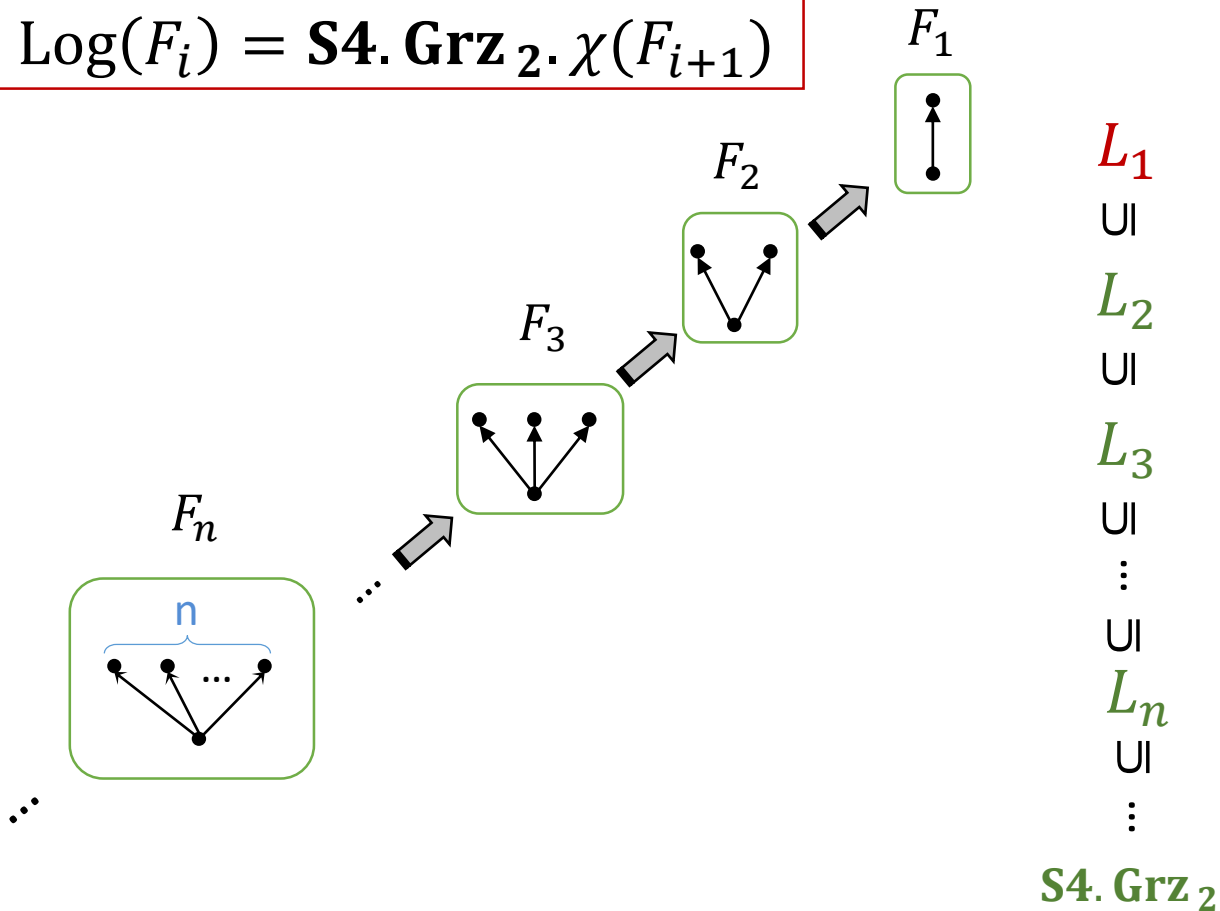 Log(F_i) = S4.Grz_2.χ(F_{i+1})
F_1
F_2
F_3
F_n
n
...
...
...
L_1
⊆
L_2
⊆
L_3
⊆
⋮
⊆
L_n
⊆
⋮
S4.Grz_2